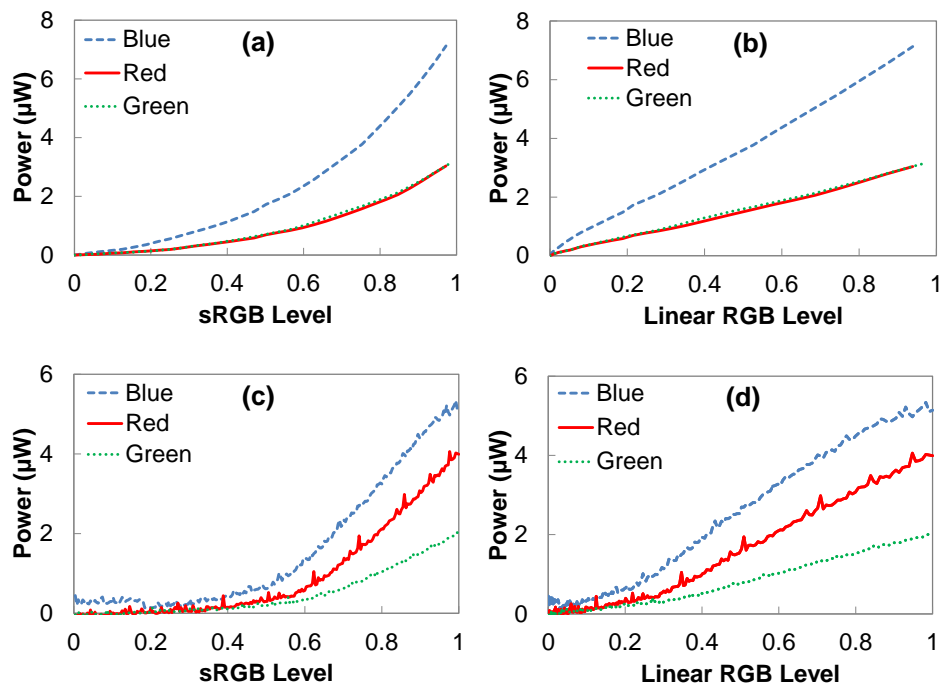 (a)
Blue
Red
Green
Power (µW)
8
6
4
2
0
0 0.2 0.4 0.6 0.8 1
sRGB Level
(b)
Blue
Red
Green
Power (µW)
8
6
4
2
0
0 0.2 0.4 0.6 0.8 1
Linear RGB Level
(c)
Blue
Red
Green
Power (µW)
6
4
2
0
0 0.2 0.4 0.6 0.8 1
sRGB Level
(d)
Blue
Red
Green
Power (µW)
6
4
2
0
0 0.2 0.4 0.6 0.8 1
Linear RGB Level